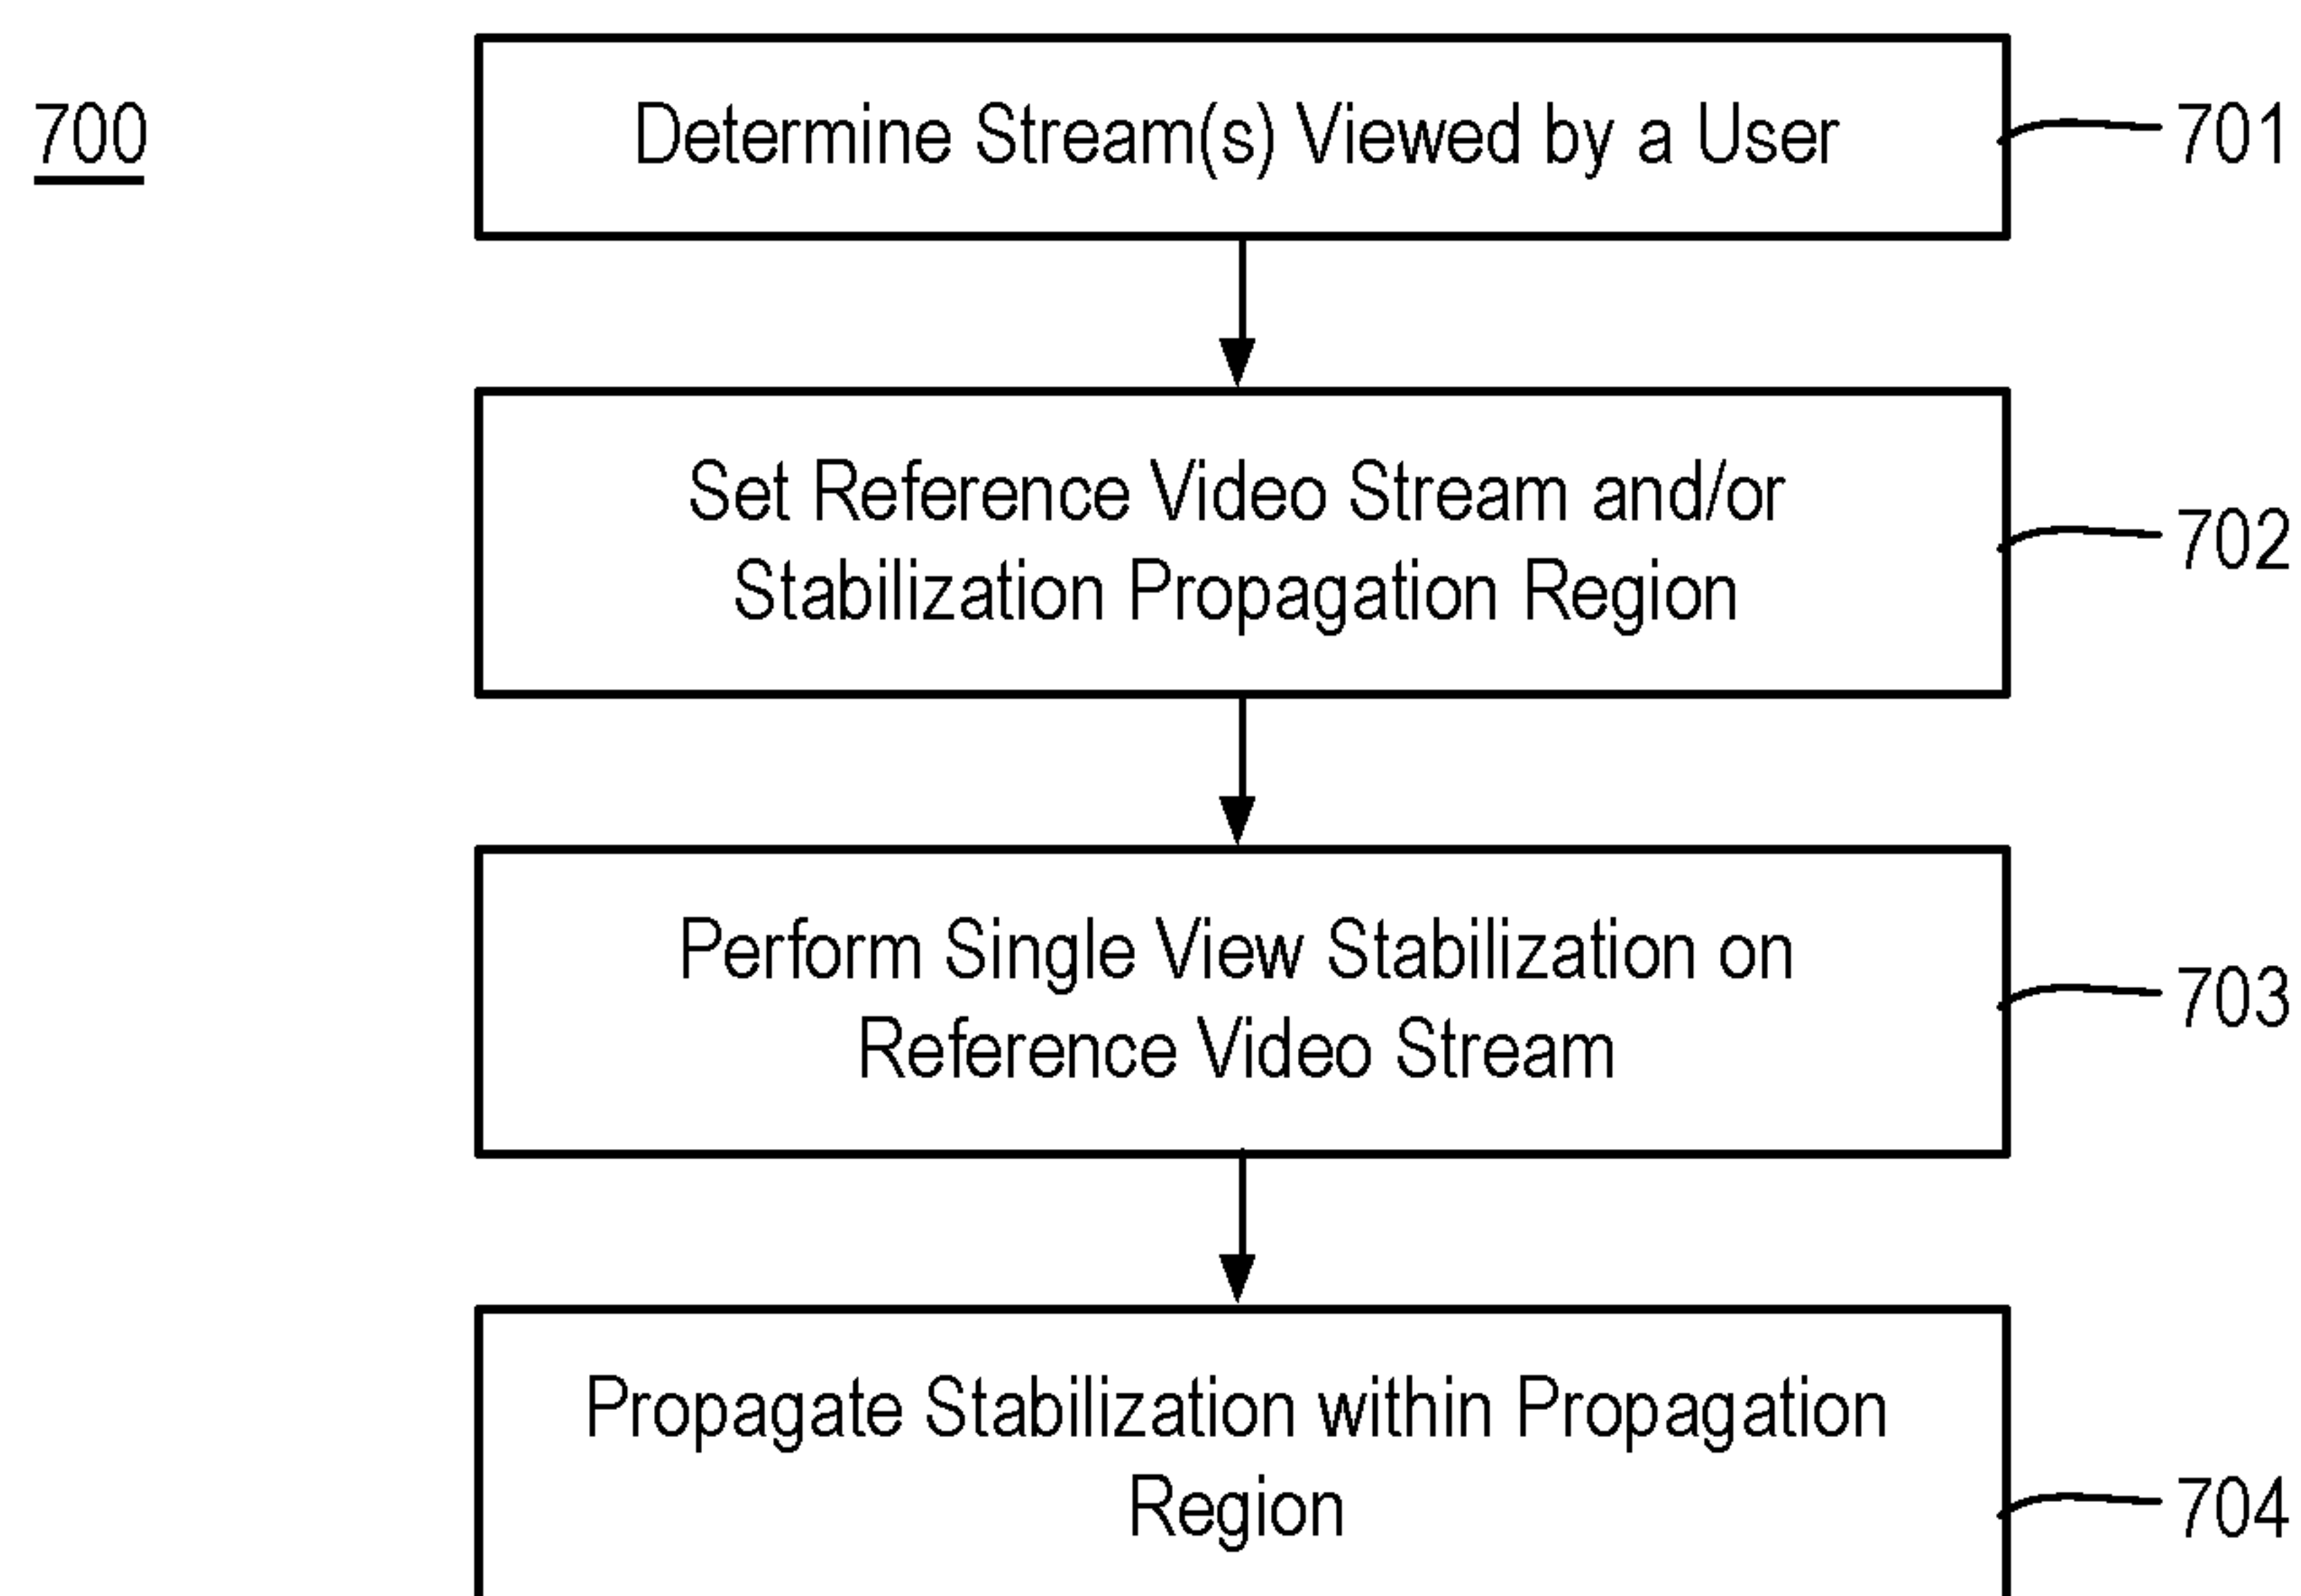 700
Determine Stream(s) Viewed by a User
701
Set Reference Video Stream and/or
Stabilization Propagation Region
702
Perform Single View Stabilization on
Reference Video Stream
703
Propagate Stabilization within Propagation
Region
704